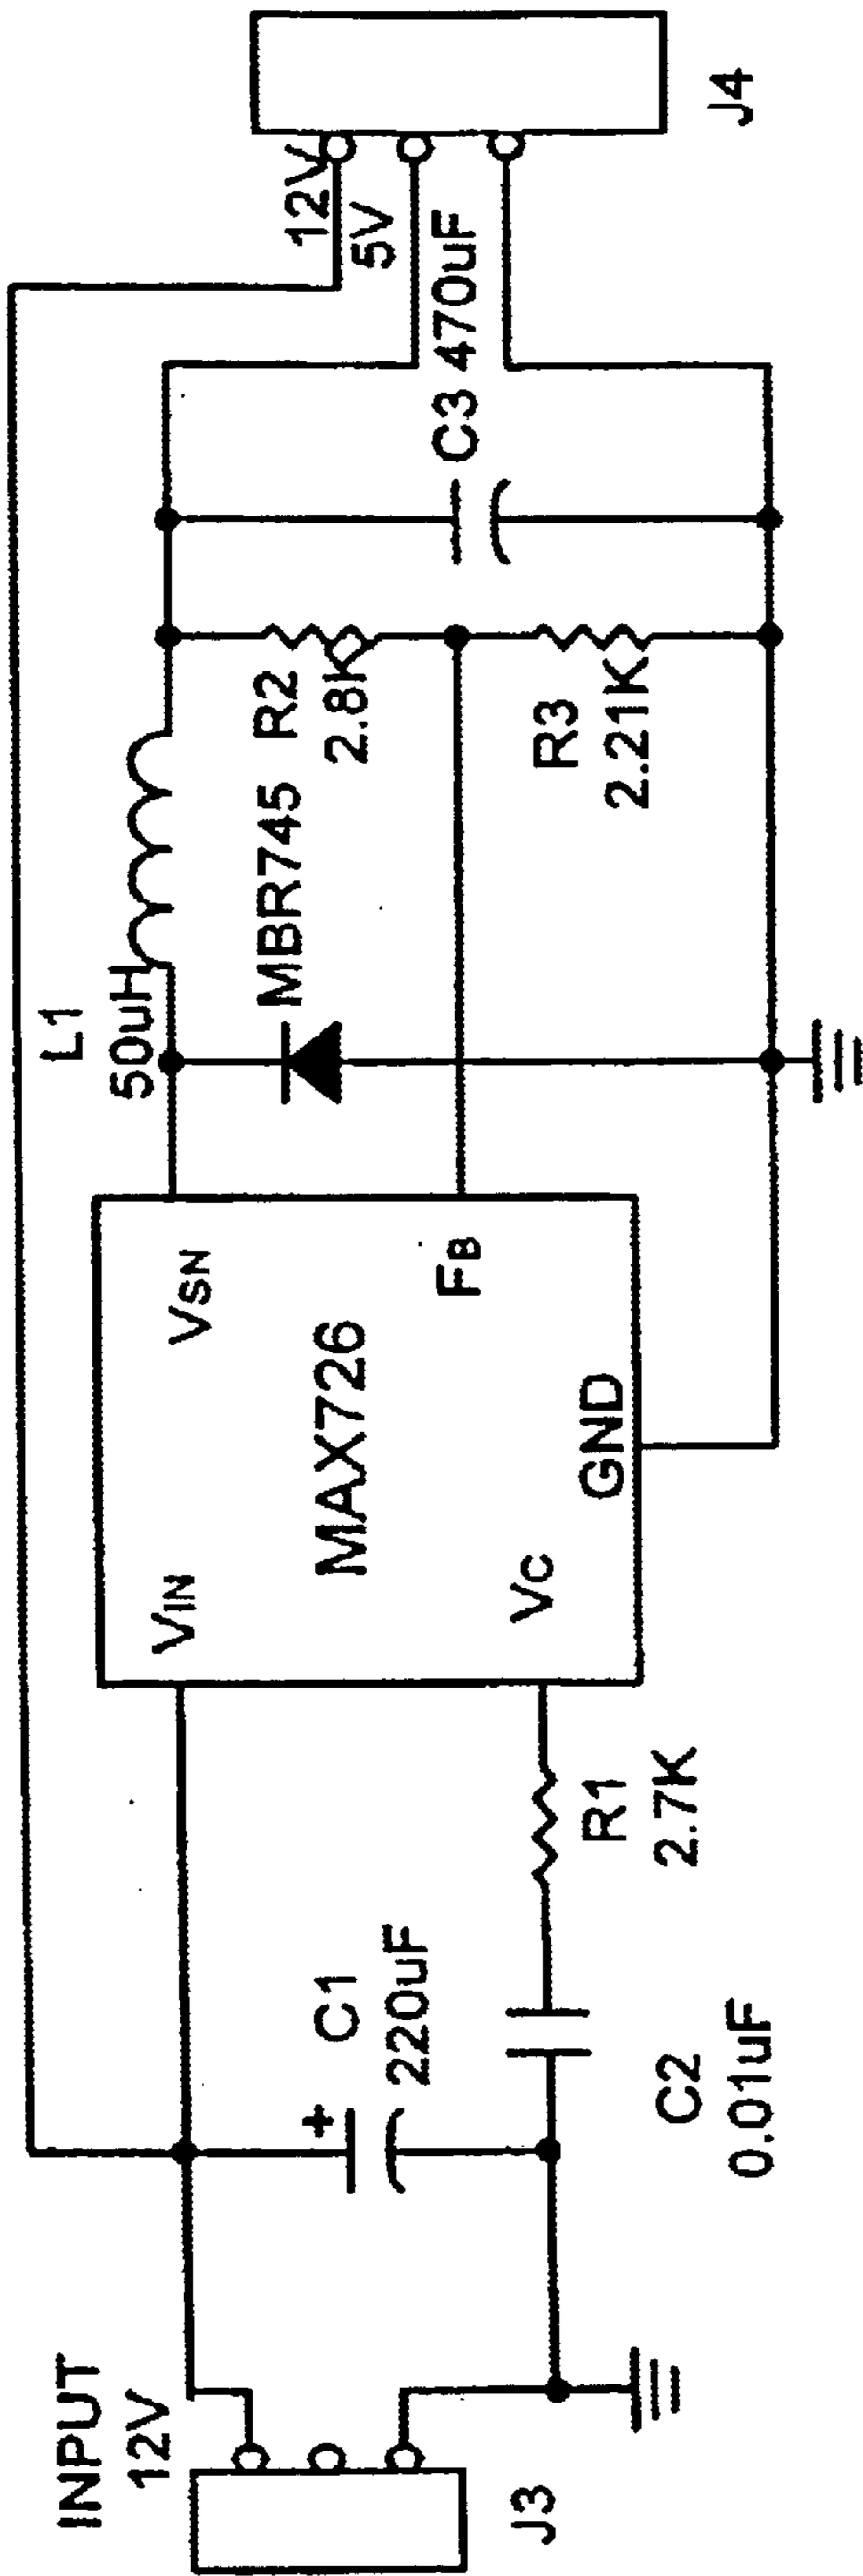 INPUT
12V
J3
C1
220uF
C2
0.01uF
R1
2.7K
VIN
VC
MAX726
GND
VSN
FB
L1
50uH
MBR745
R2
2.8K
R3
2.21K
C3 470uF
12V
5V
J4